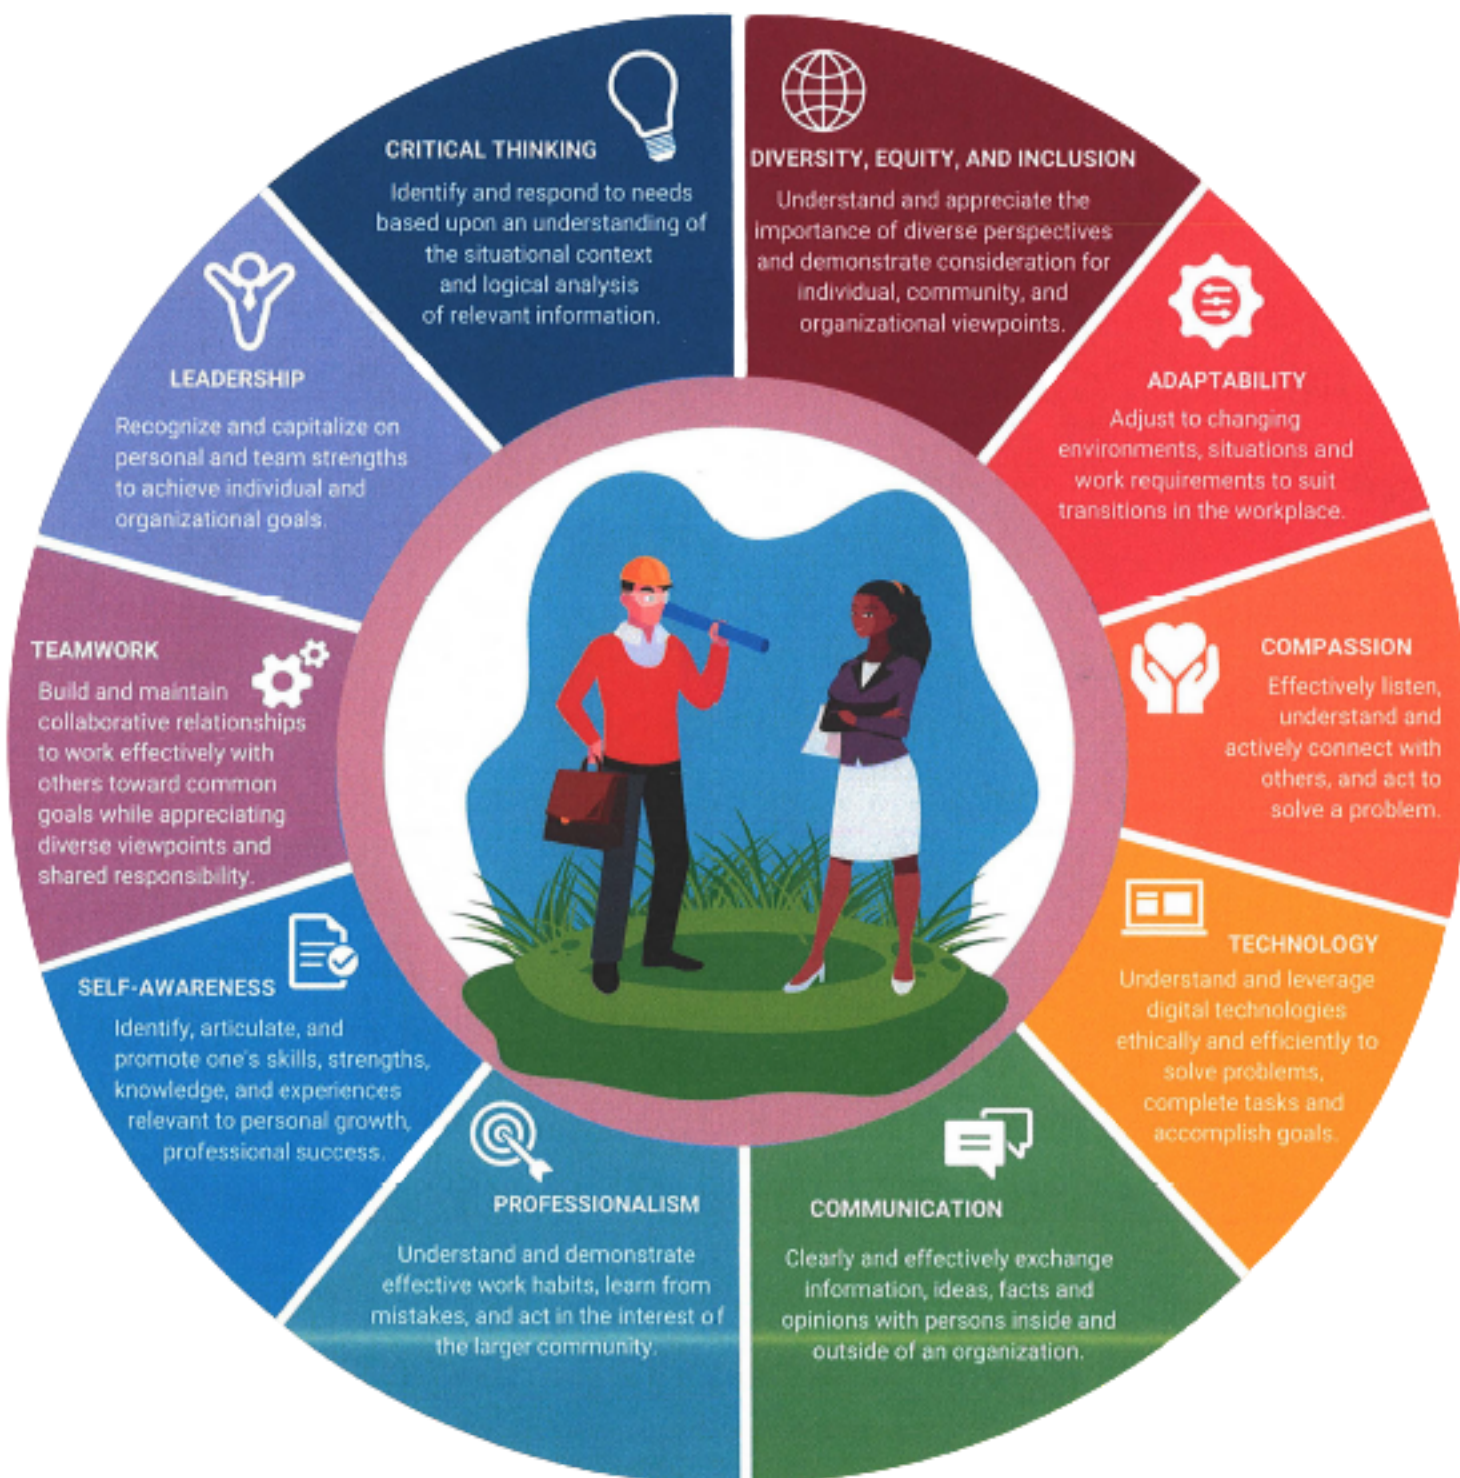 CRITICAL THINKING
Identify and respond to needs
based upon an understanding of
the situational context
and logical analysis
of relevant information.
DIVERSITY, EQUITY, AND INCLUSION
Understand and appreciate the
importance of diverse perspectives
and demonstrate consideration for
individual, community, and
organizational viewpoints.
ADAPTABILITY
Adjust to changing
environments, situations and
work requirements to suit
transitions in the workplace.
COMPASSION
Effectively listen,
understand and
actively connect with
others, and act to
solve a problem.
TECHNOLOGY
Understand and leverage
digital technologies
ethically and efficiently to
solve problems,
complete tasks and
accomplish goals.
COMMUNICATION
Clearly and effectively exchange
information, ideas, facts and
opinions with persons inside and
outside of an organization.
PROFESSIONALISM
Understand and demonstrate
effective work habits, learn from
mistakes, and act in the interest of
the larger community.
SELF-AWARENESS
Identify, articulate, and
promote one's skills, strengths,
knowledge, and experiences
relevant to personal growth,
professional success.
TEAMWORK
Build and maintain
collaborative relationships
to work effectively with
others toward common
goals while appreciating
diverse viewpoints and
shared responsibility.
LEADERSHIP
Recognize and capitalize on
personal and team strengths
to achieve individual and
organizational goals.